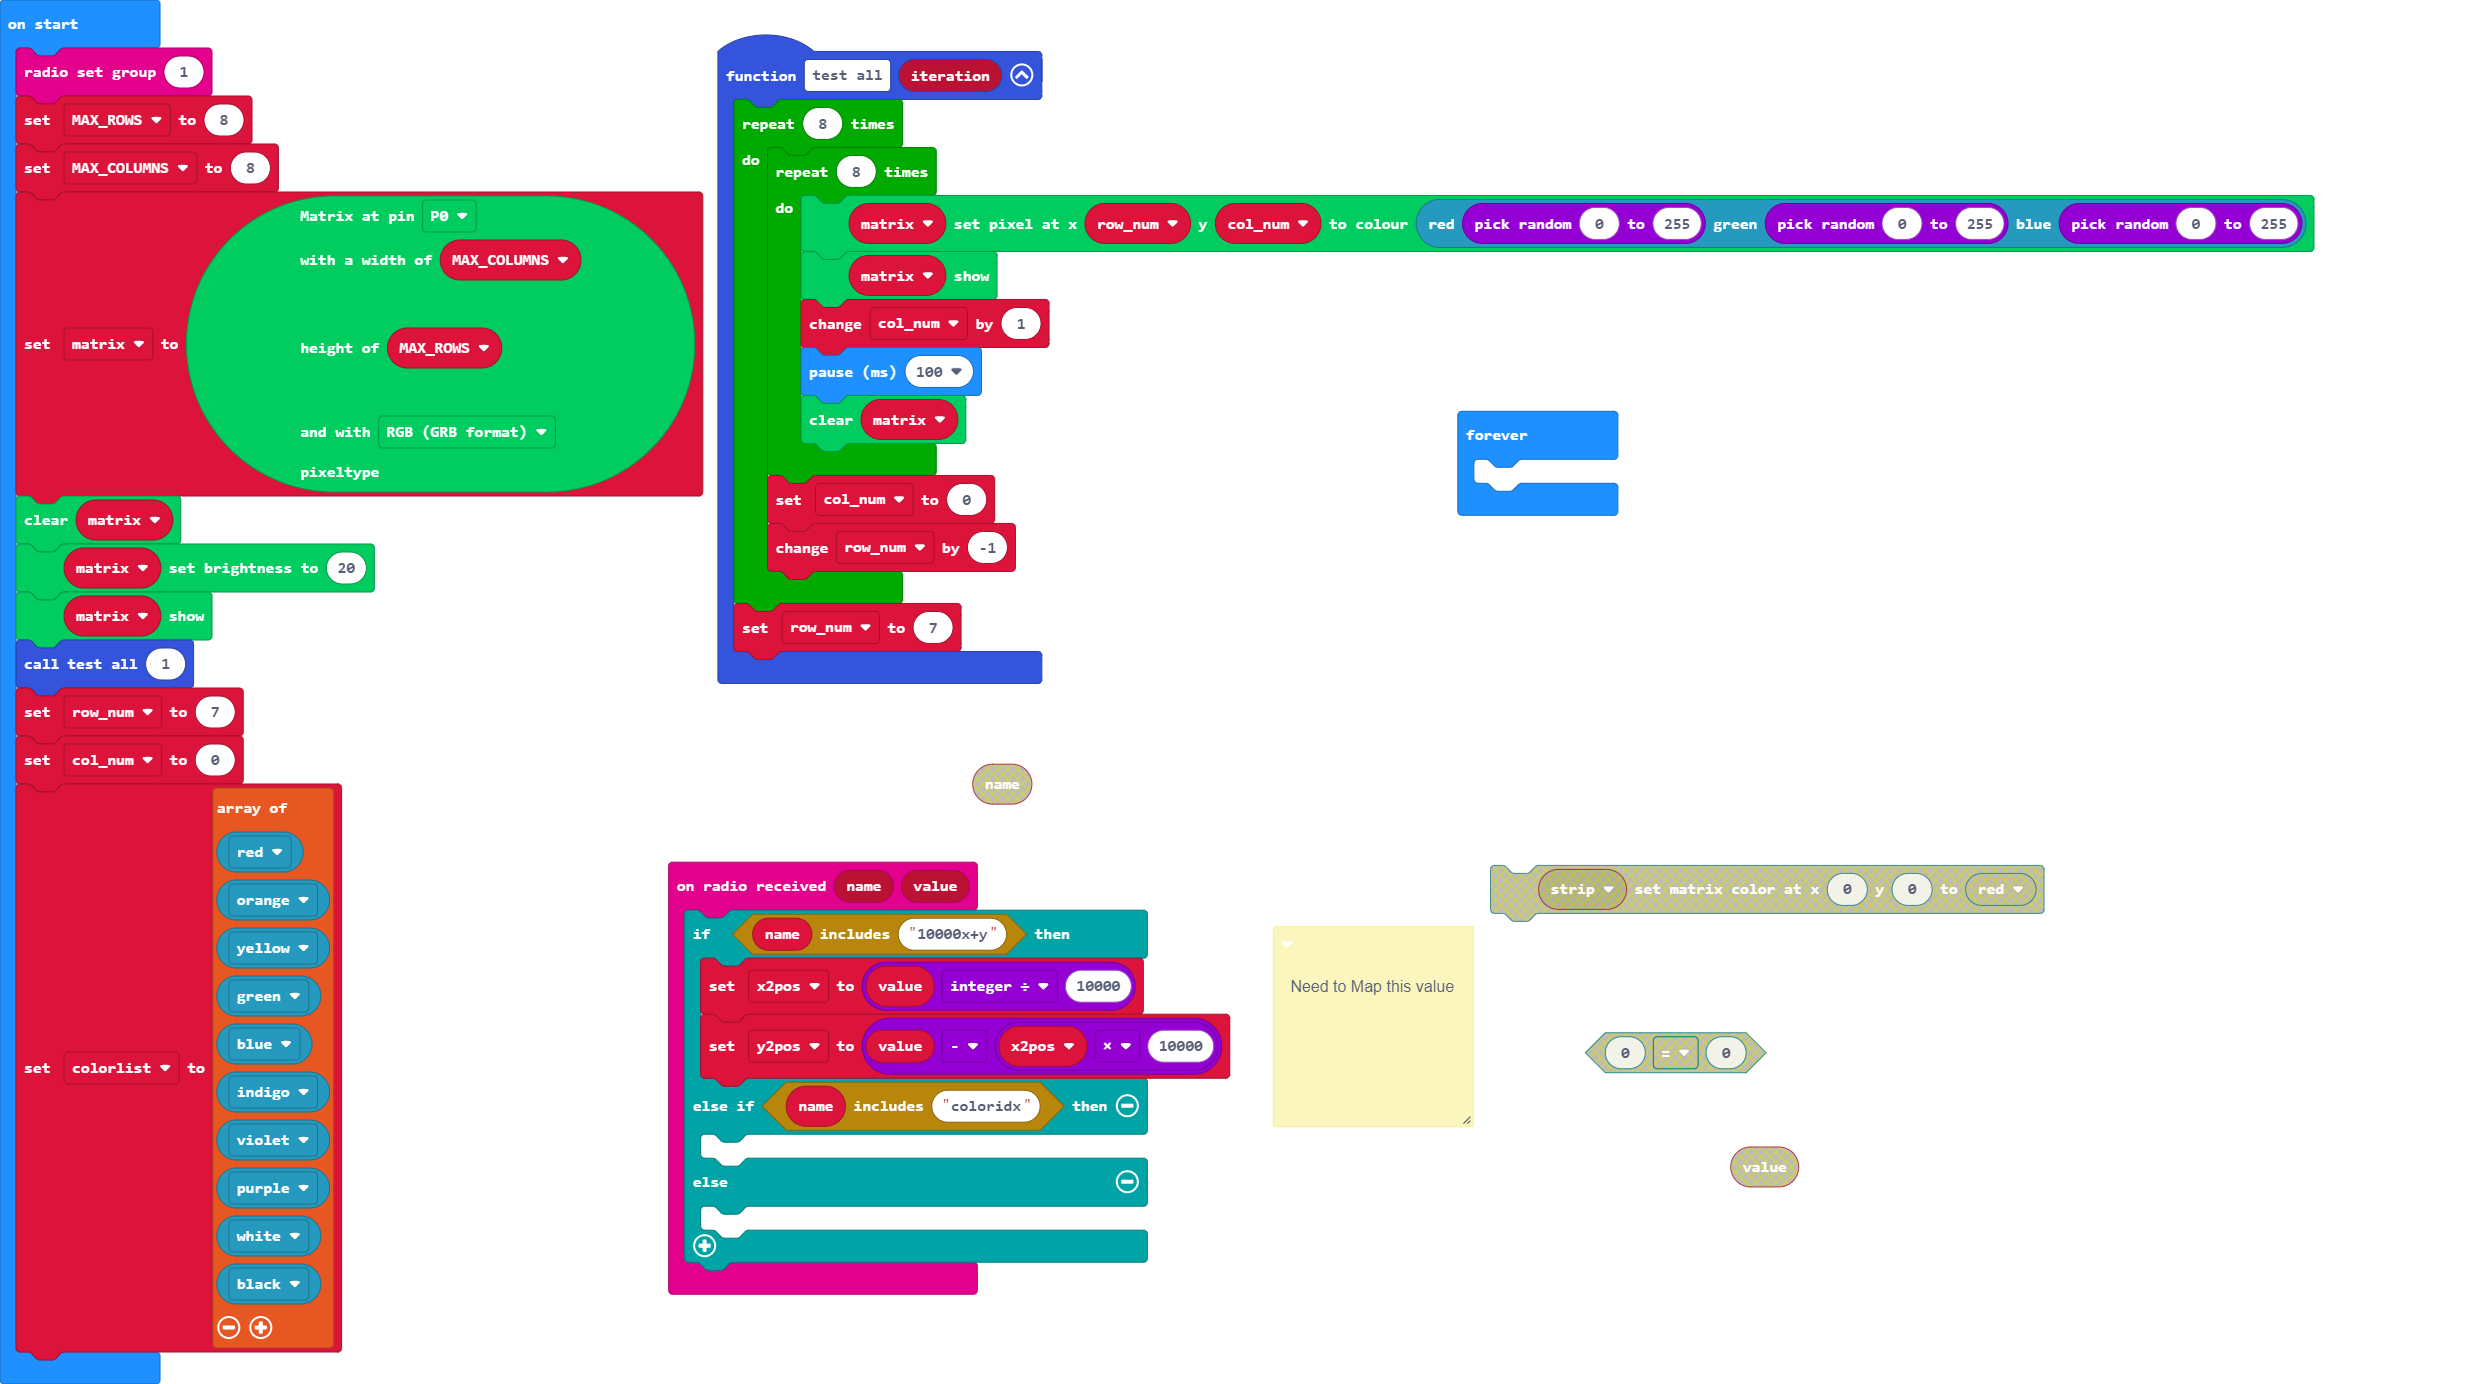 on start
radio set group 1
set MAX_ROWS to 8
set MAX_COLUMNS to 8
set matrix to
Matrix at pin P0
with a width of MAX_COLUMNS
height of MAX_ROWS
and with RGB (GRB format)
pixeltype
clear matrix
matrix set brightness to 20
matrix show
call test all 1
set row_num to 7
set col_num to 0
set colorlist to
array of
red
orange
yellow
green
blue
indigo
violet
purple
white
black
function test all iteration
repeat 8 times
do
repeat 8 times
do
matrix set pixel at x row_num y col_num to colour red pick random 0 to 255 green pick random 0 to 255 blue pick random 0 to 255
matrix show
change col_num by 1
pause (ms) 100
clear matrix
set col_num to 0
change row_num by -1
set row_num to 7
forever
name
on radio received name value
if name includes "10000x+y" then
set x2pos to value integer ÷ 10000
set y2pos to value - x2pos × 10000
else if name includes "coloridx" then
else
strip set matrix color at x 0 y 0 to red
Need to Map this value
0 = 0
value